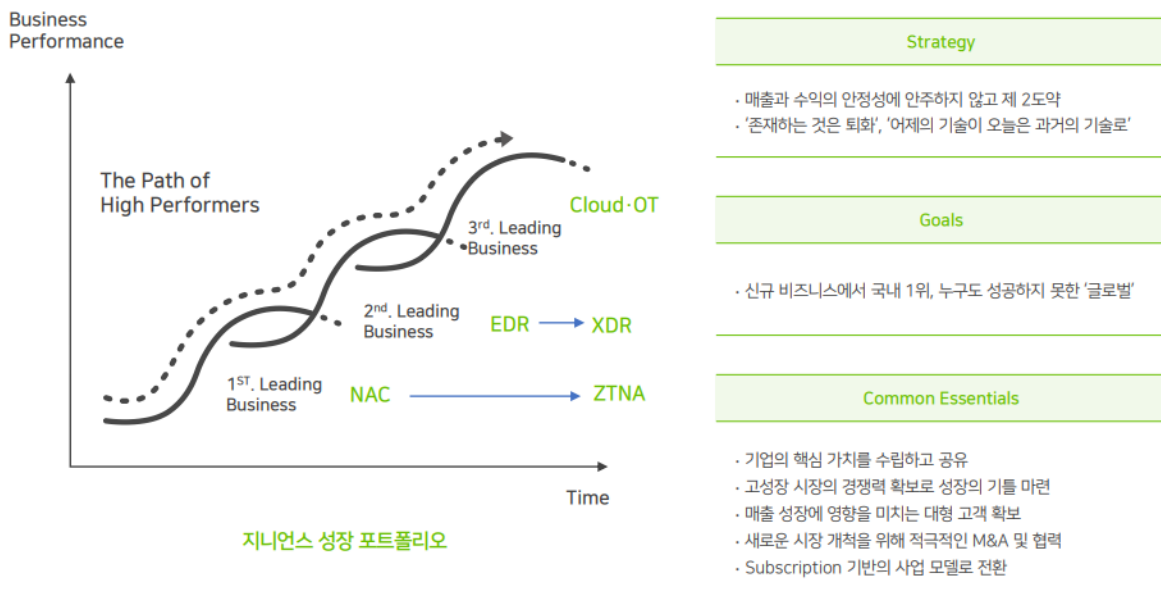 Business
Performance
The Path of
High Performers
Cloud·OT
3rd. Leading
Business
2nd. Leading
Business
EDR
XDR
1ST. Leading
Business
NAC
ZTNA
Time
지니언스 성장 포트폴리오
Strategy
· 매출과 수익의 안정성에 안주하지 않고 제 2도약
· ‘존재하는 것은 퇴화’, ‘어제의 기술이 오늘은 과거의 기술로’
Goals
· 신규 비즈니스에서 국내 1위, 누구도 성공하지 못한 ‘글로벌’
Common Essentials
· 기업의 핵심 가치를 수립하고 공유
· 고성장 시장의 경쟁력 확보로 성장의 기틀 마련
· 매출 성장에 영향을 미치는 대형 고객 확보
· 새로운 시장 개척을 위해 적극적인 M&A 및 협력
· Subscription 기반의 사업 모델로 전환